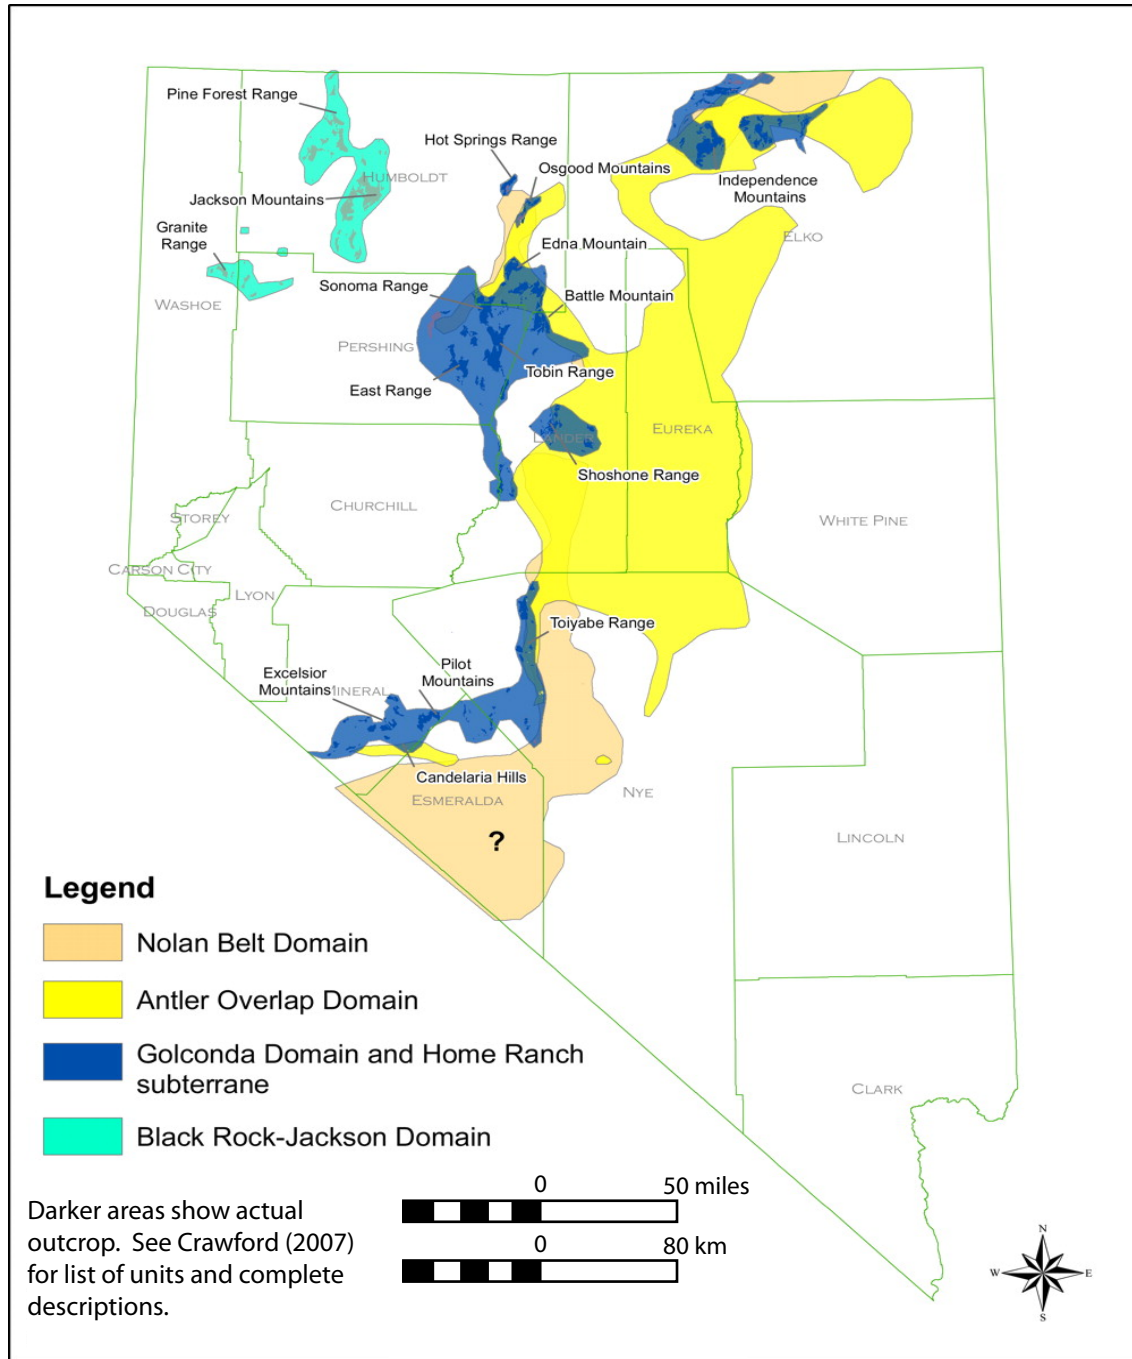 Pine Forest Range
Hot Springs Range
Osgood Mountains
HUMBOLDT
Independence
Mountains
Jackson Mountains
Granite
Range
ELKO
Edna Mountain
Sonoma Range
Battle Mountain
WASHOE
PERSHING
Tobin Range
East Range
LANDER
EUREKA
Shoshone Range
CHURCHILL
STOREY
WHITE PINE
CARSON CITY
LYON
DOUGLAS
Toiyabe Range
Pilot
Mountains
Excelsior
Mountains
MINERAL
Candelaria Hills
ESMERALDA
NYE
?
LINCOLN
CLARK
Legend
Nolan Belt Domain
Antler Overlap Domain
Golconda Domain and Home Ranch
subterrane
Black Rock-Jackson Domain
0 50 miles
0 80 km
Darker areas show actual
outcrop. See Crawford (2007)
for list of units and complete
descriptions.
N
W E
S